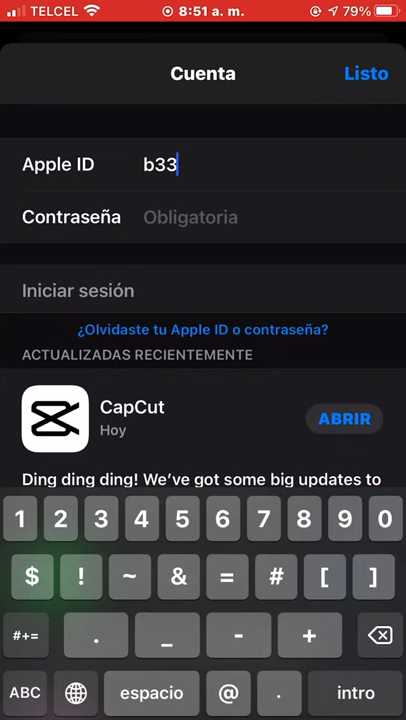 TELCEL 8:51 a. m. 79%
Cuenta Listo
Apple ID b33
Contraseña Obligatoria
Iniciar sesión
¿Olvidaste tu Apple ID o contraseña?
ACTUALIZADAS RECIENTEMENTE
CapCut
Hoy
ABRIR
Ding ding ding! We’ve got some big updates to
1 2 3 4 5 6 7 8 9 0
$ ! ~ & = # [ ]
#+= . _ - +
ABC espacio @ . intro